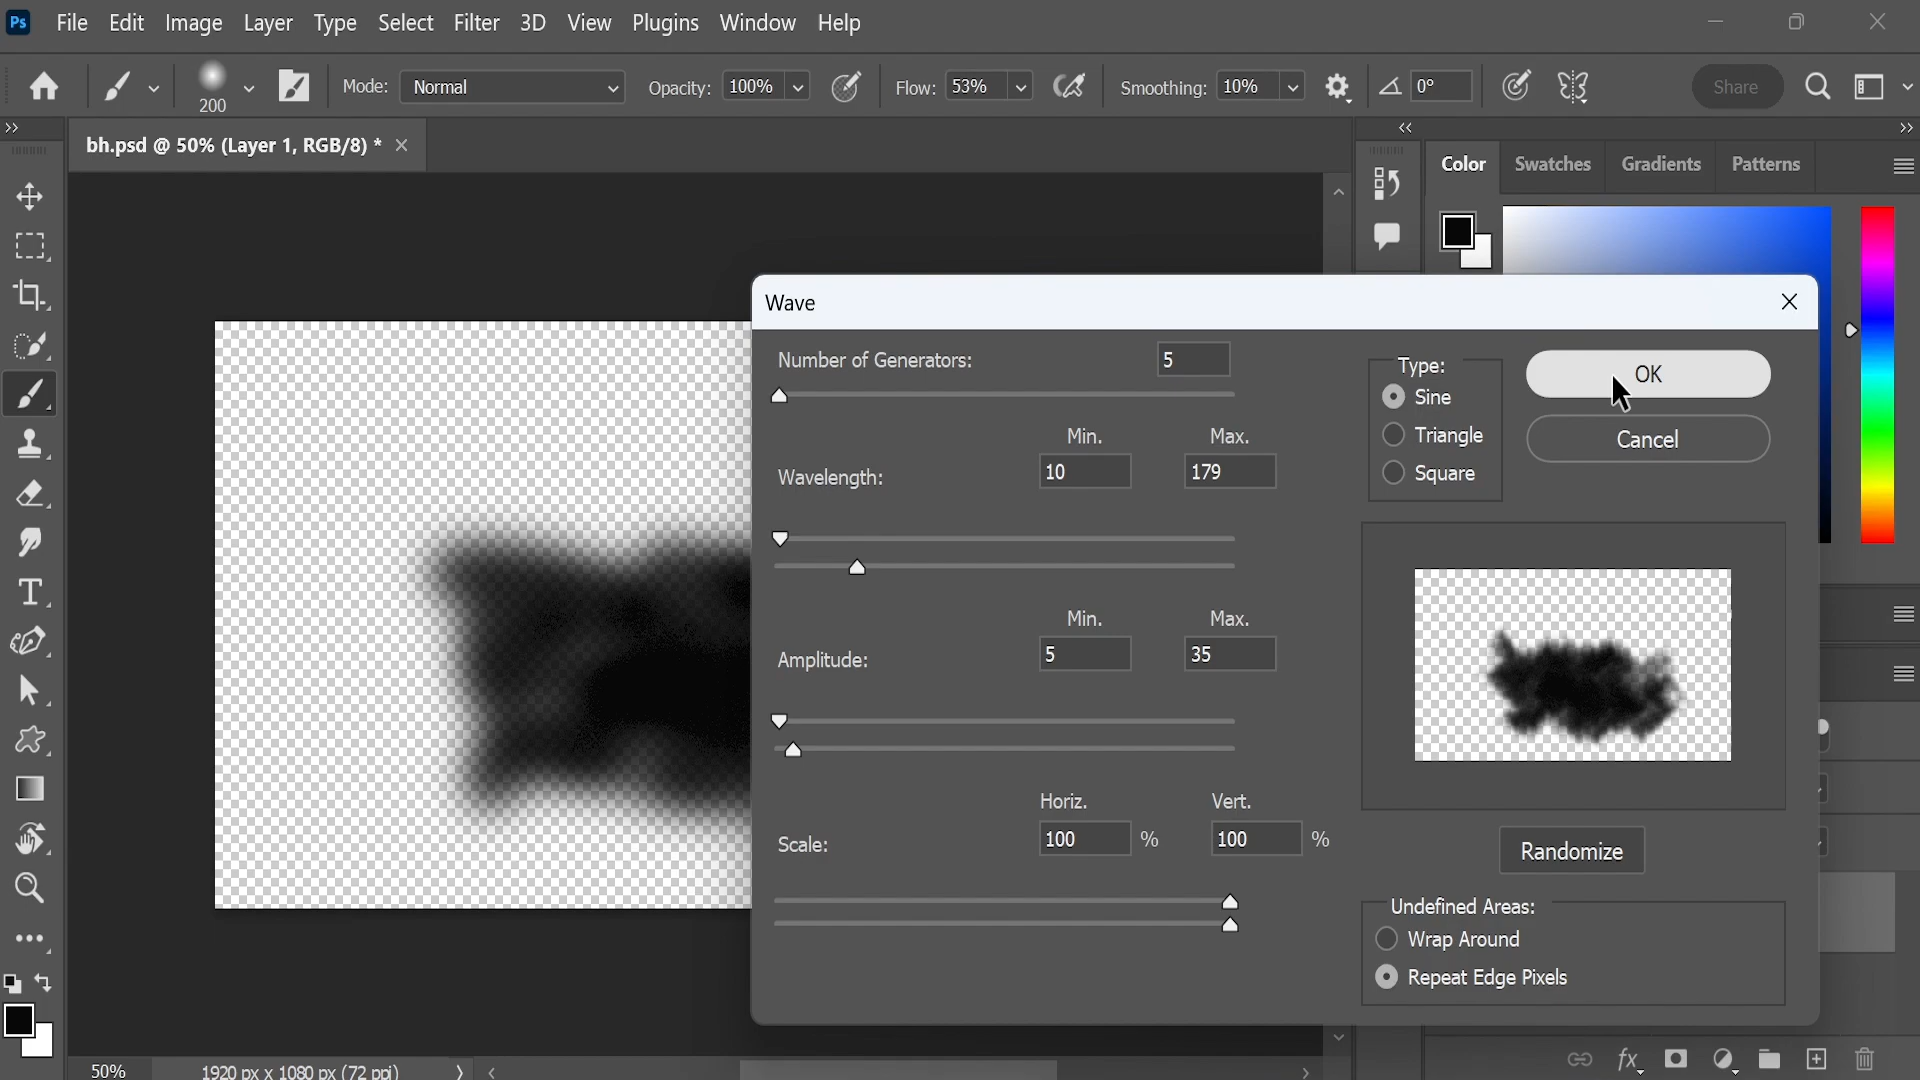 Ps File Edit Image Layer Type Select Filter 3D View Plugins Window Help
200 Mode: Normal Opacity: 100% Flow: 53% Smoothing: 10% 0° Share
bh.psd @ 50% (Layer 1, RGB/8) *
Color Swatches Gradients Patterns
Wave
Number of Generators: 5
Min. Max.
Wavelength: 10 179
Min. Max.
Amplitude: 5 35
Horiz. Vert.
Scale: 100 % 100 %
Type:
Sine
Triangle
Square
OK
Cancel
Randomize
Undefined Areas:
Wrap Around
Repeat Edge Pixels
50% 1920 px x 1080 px (72 ppi)
fx